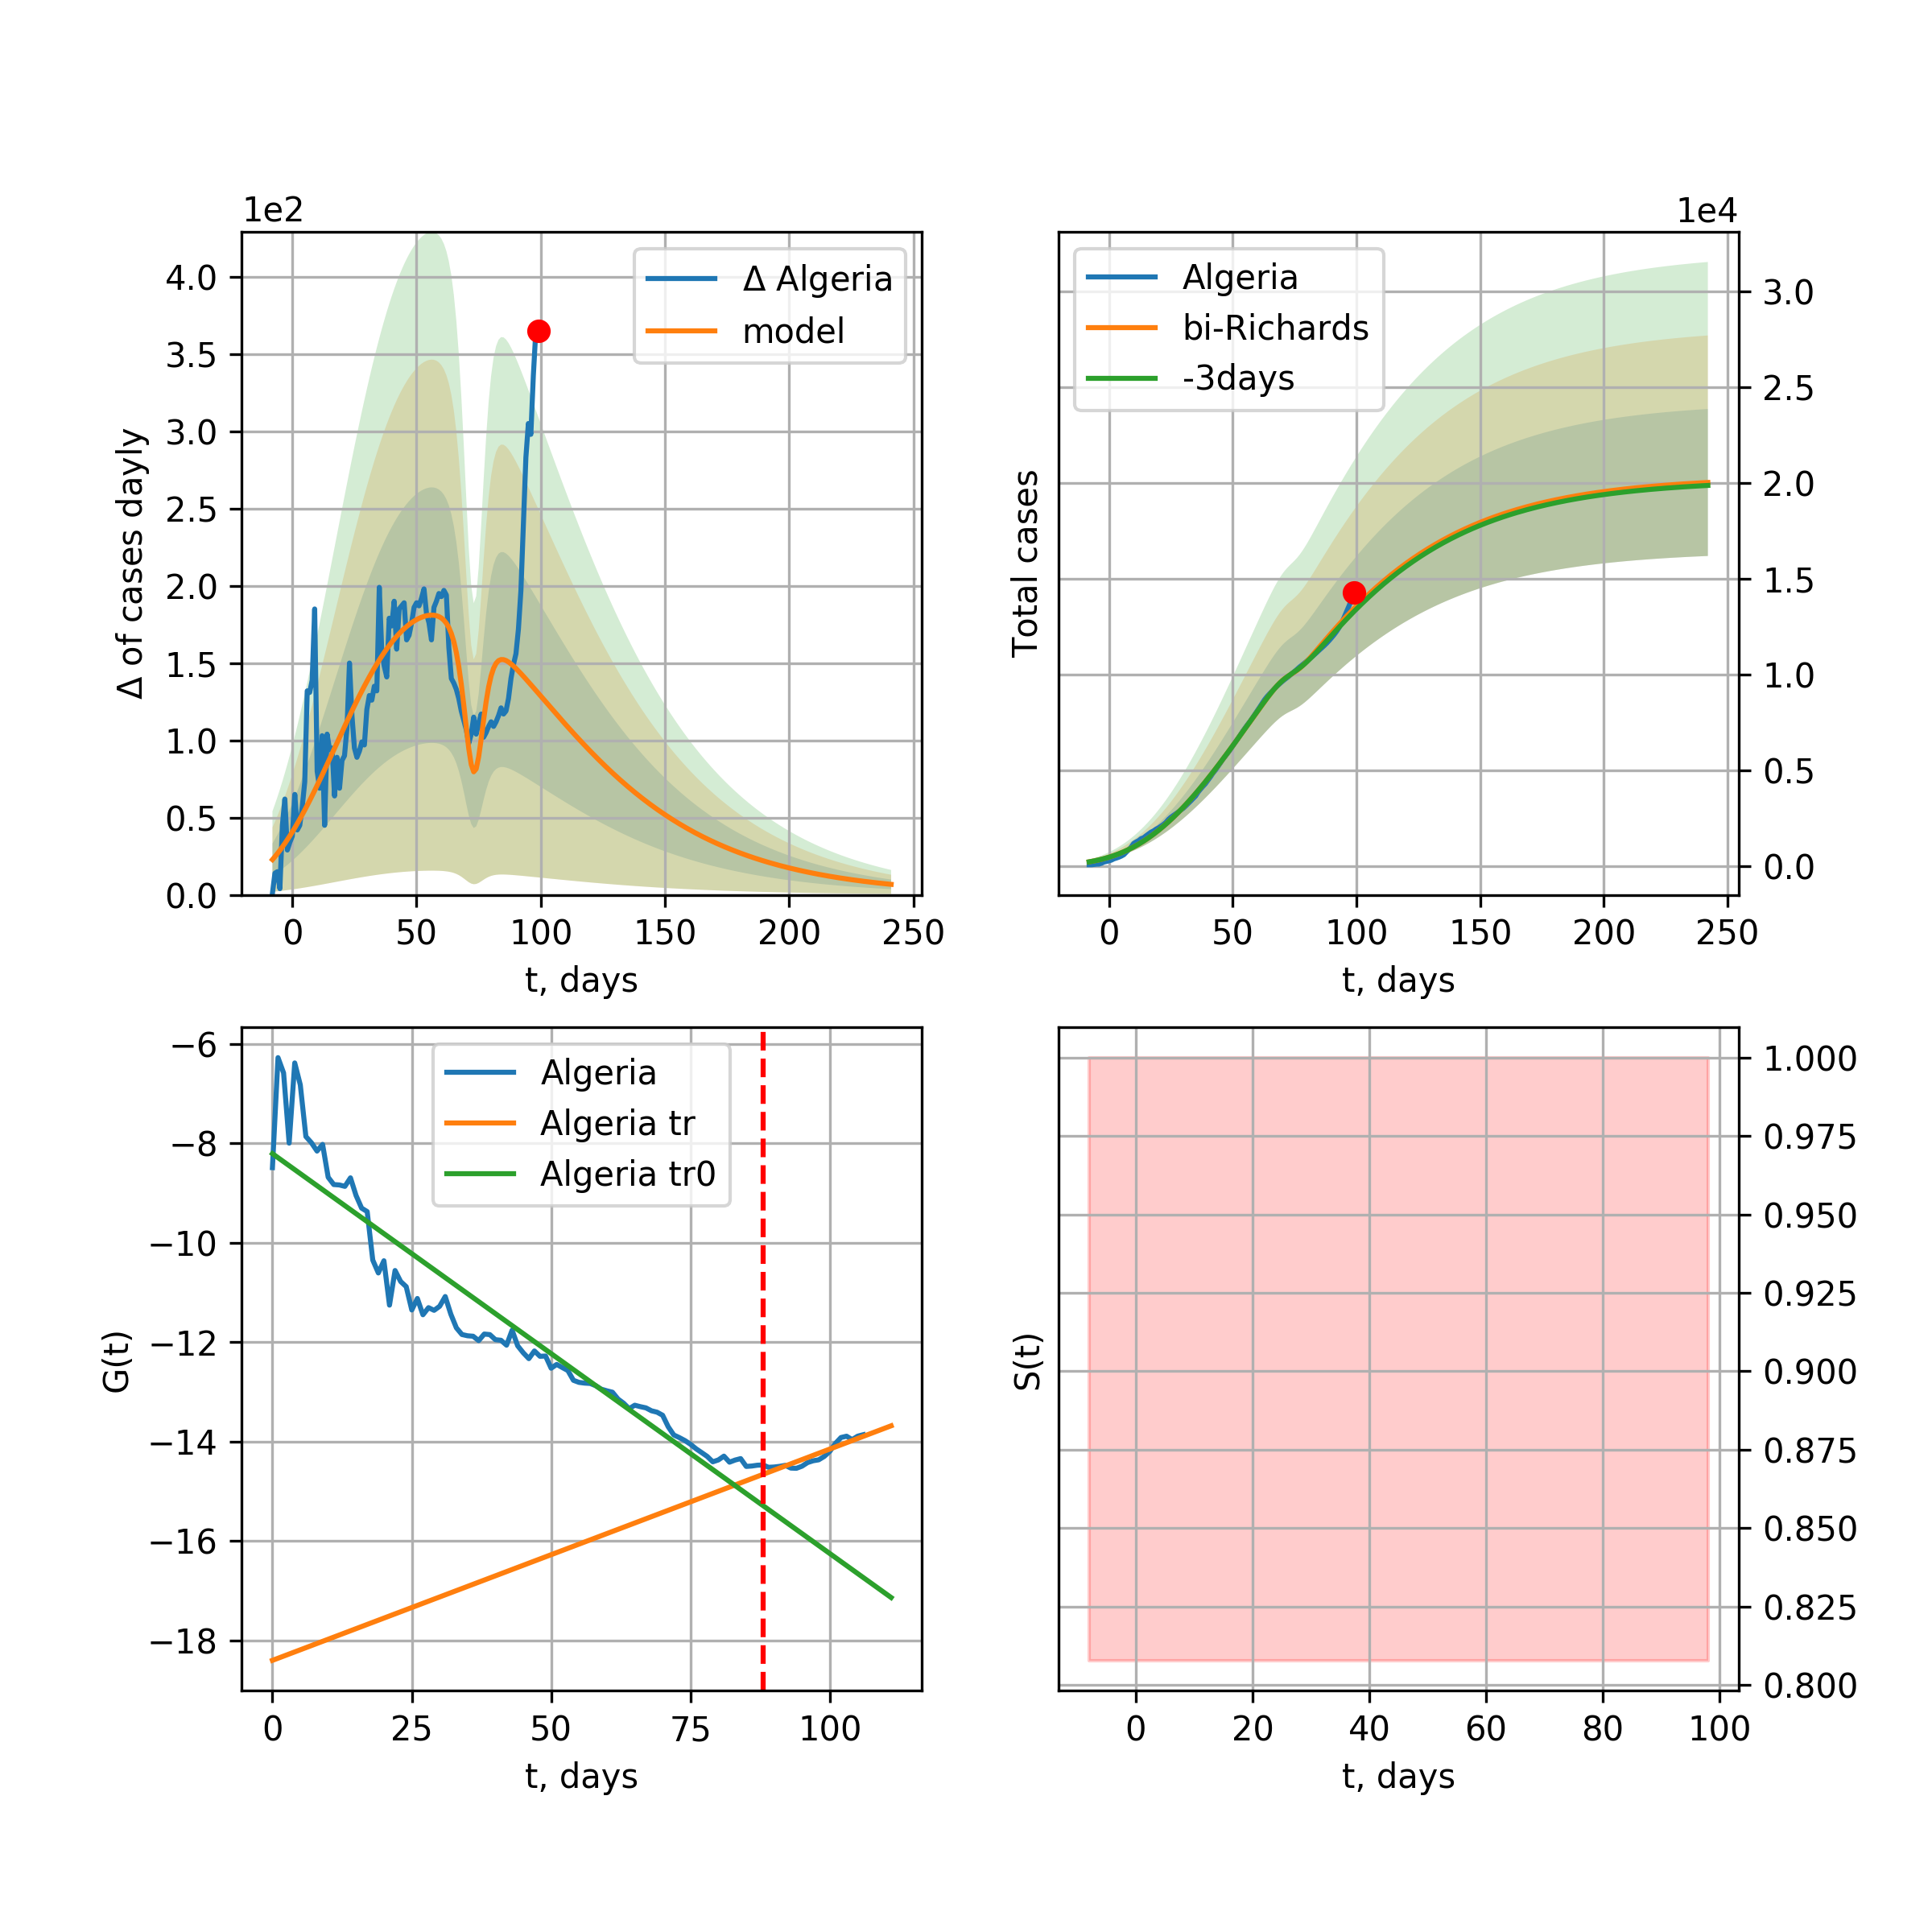 1e2
Δ of cases dayly
4.0
3.5
3.0
2.5
2.0
1.5
1.0
0.5
0.0
Δ Algeria
model
0 50 100 150 200 250
t, days
1e4
Total cases
Algeria
bi-Richards
-3days
3.0
2.5
2.0
1.5
1.0
0.5
0.0
0 50 100 150 200 250
t, days
G(t)
−6
−8
−10
−12
−14
−16
−18
Algeria
Algeria tr
Algeria tr0
0 25 50 75 100
t, days
S(t)
1.000
0.975
0.950
0.925
0.900
0.875
0.850
0.825
0.800
0 20 40 60 80 100
t, days